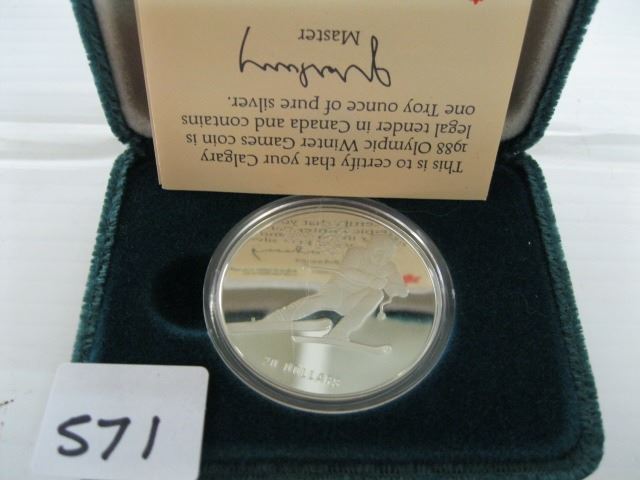 This is to certify that your Calgary
1988 Olympic Winter Games coin is
legal tender in Canada and contains
one Troy ounce of pure silver.
Master
20 DOLLARS
571